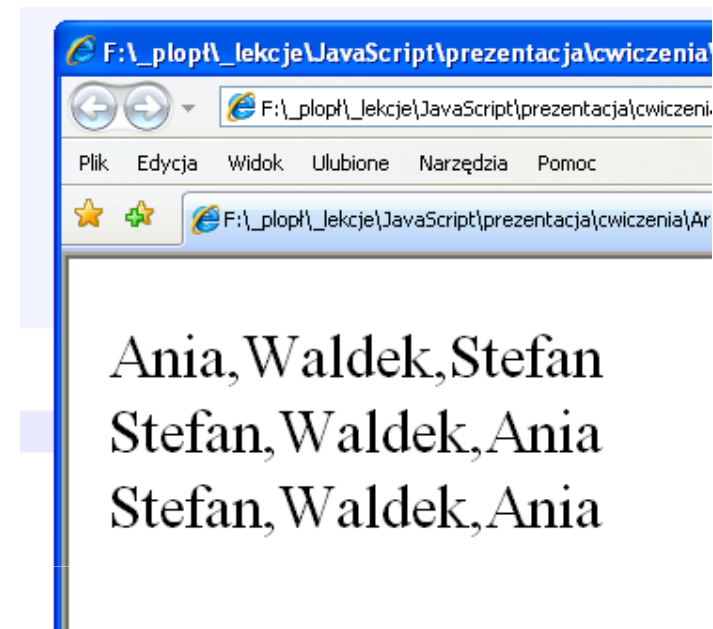 F:\_plopł\_lekcje\JavaScript\prezentacja\cwiczenia\
F:\_plopł\_lekcje\JavaScript\prezentacja\cwiczeni
Plik Edycja Widok Ulubione Narzędzia Pomoc
F:\_plopł\_lekcje\JavaScript\prezentacja\cwiczenia\Ar
Ania,Waldek,Stefan
Stefan,Waldek,Ania
Stefan,Waldek,Ania